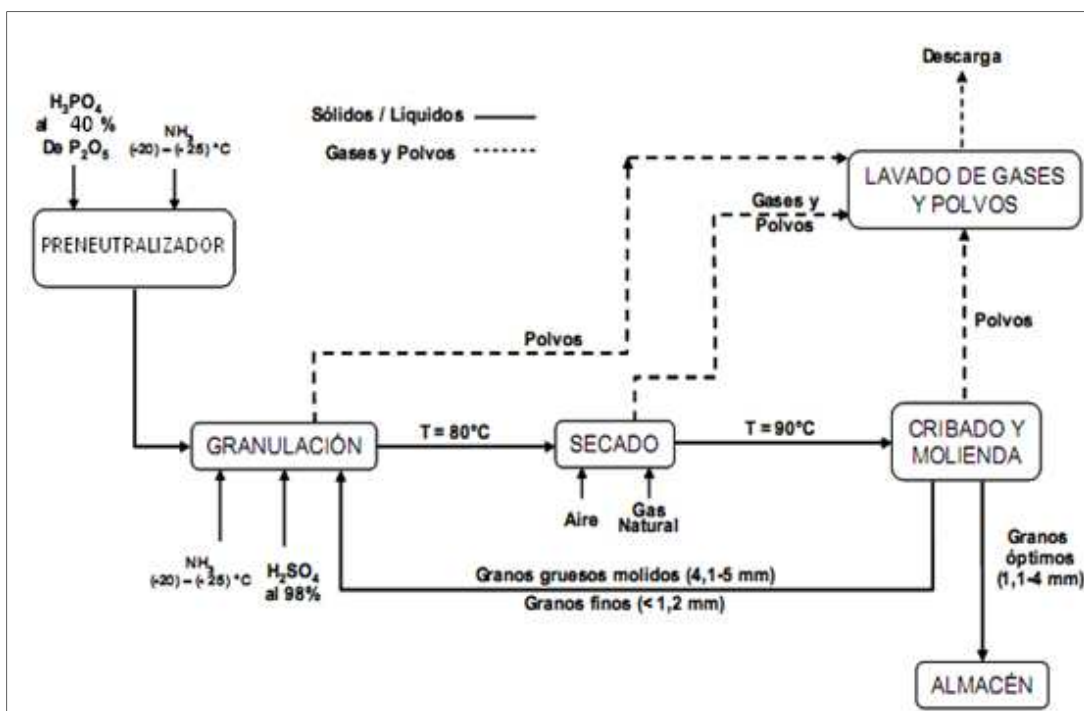 Descarga
H₃PO₄
al 40 %
De P₂O₅
NH₃
(-20) – (- 25) °C
Sólidos / Líquidos
Gases y Polvos
LAVADO DE GASES
Y POLVOS
Gases y
Polvos
PRENEUTRALIZADOR
Polvos
Polvos
GRANULACIÓN
T = 80°C
SECADO
T = 90°C
CRIBADO Y
MOLIENDA
Aire
Gas
Natural
NH₃
(-20) – (- 25) °C
H₂SO₄
al 98%
Granos gruesos molidos (4,1-5 mm)
Granos finos (< 1,2 mm)
Granos
óptimos
(1,1-4 mm)
ALMACÉN